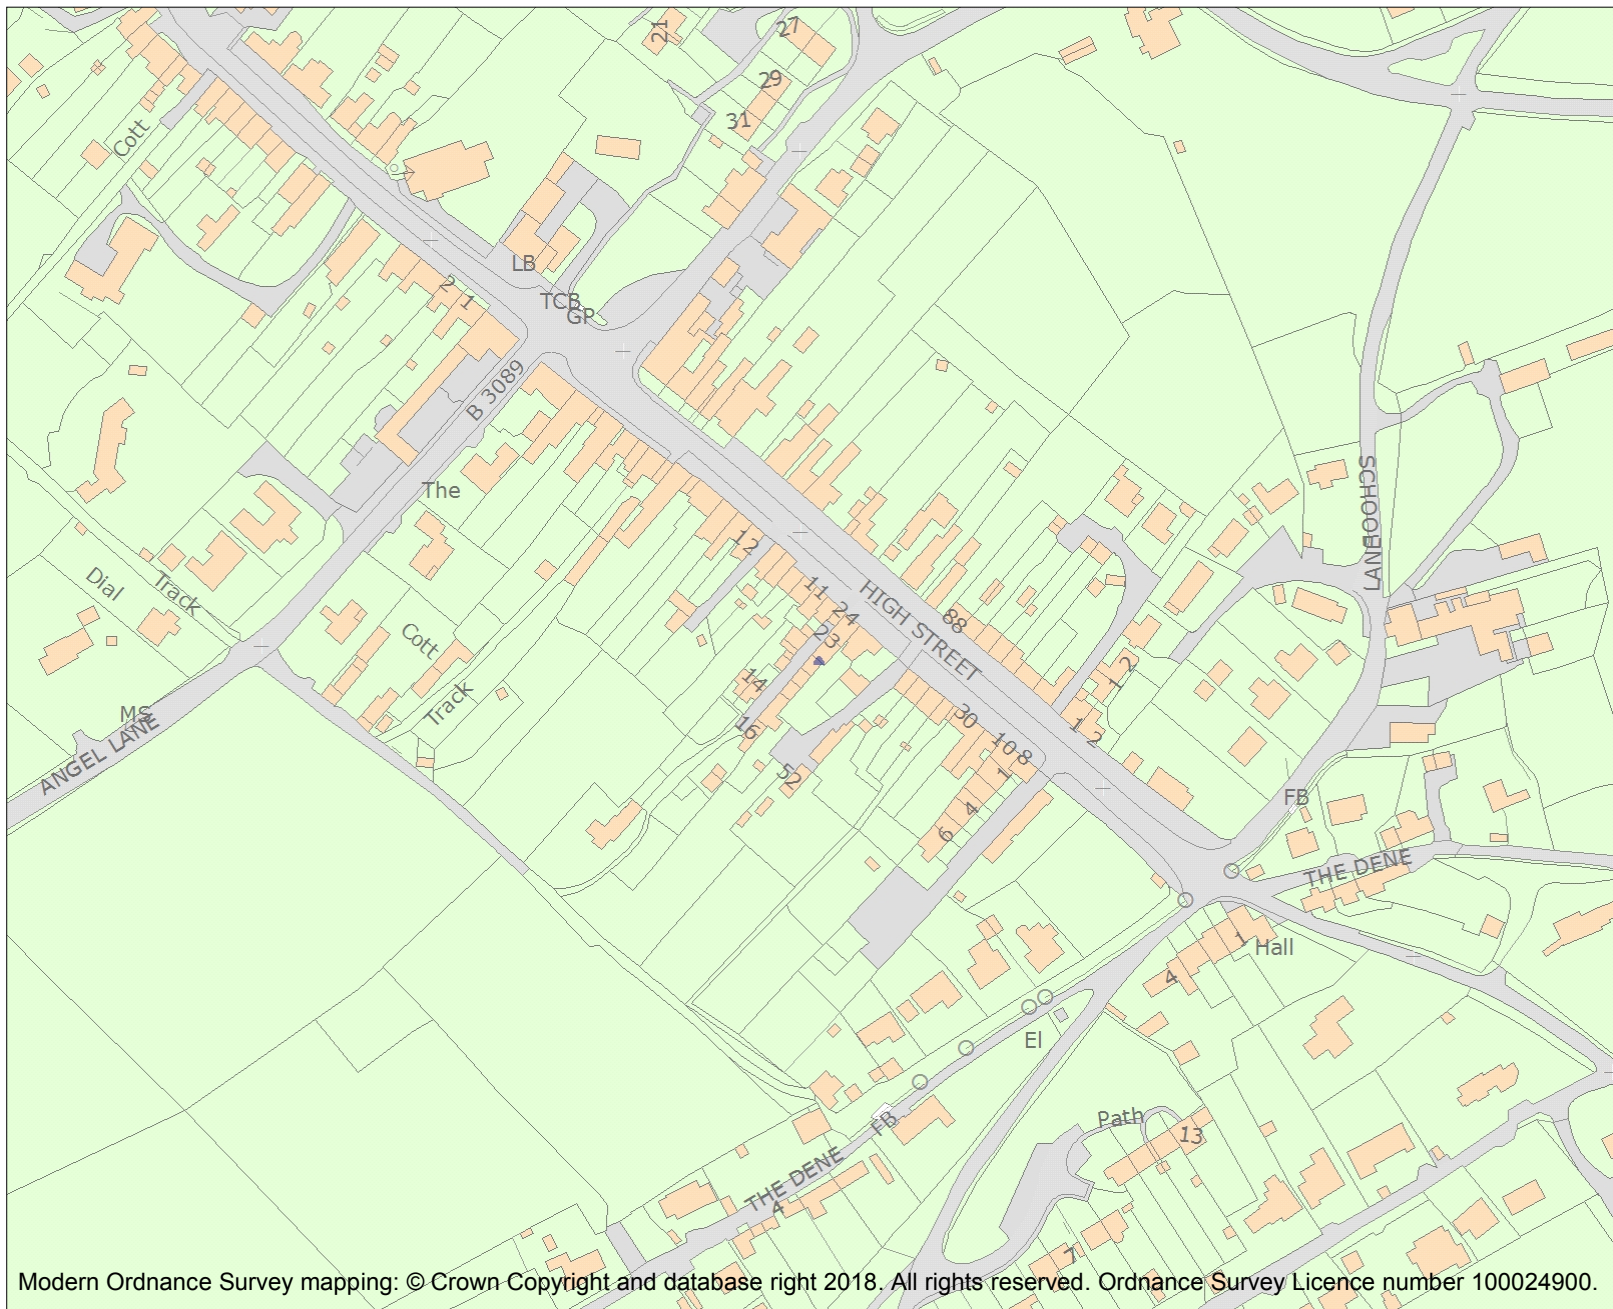 21
27
29
31
Cott
LB
TCB
GP
2
1
B 3089
The
SCHOOL LANE
12
11
24
23
HIGH STREET
88
Dial
Track
Cott
Track
14
16
52
MS
ANGEL LANE
30
10
8
1
4
6
2
1
1
2
FB
THE DENE
1
Hall
4
El
Path
13
FB
THE DENE
4
7
Modern Ordnance Survey mapping: © Crown Copyright and database right 2018. All rights reserved. Ordnance Survey Licence number 100024900.